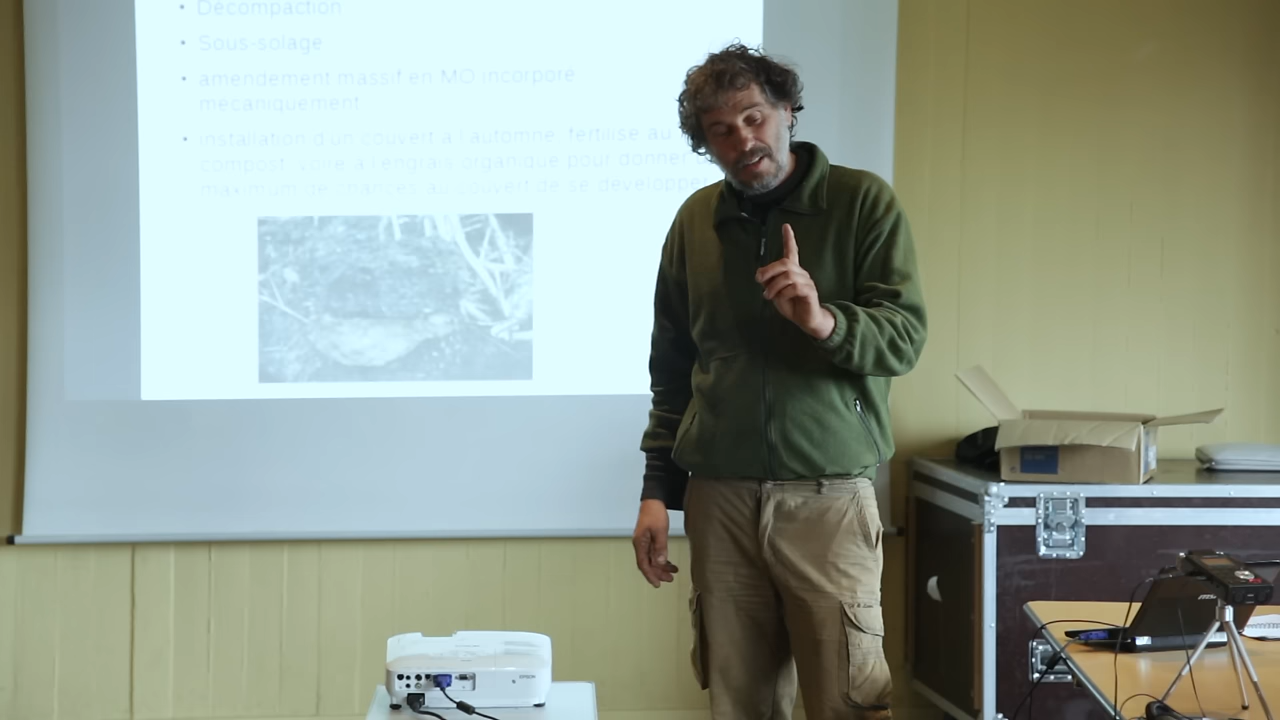 • Décompaction
• Sous-solage
• amendement massif en MO incorporé
mécaniquement
• installation d'un couvert à l'automne, fertilisé au
compost, voire à l'engrais organique pour donner
maximum de chances au couvert de se développer
EPSON
msi